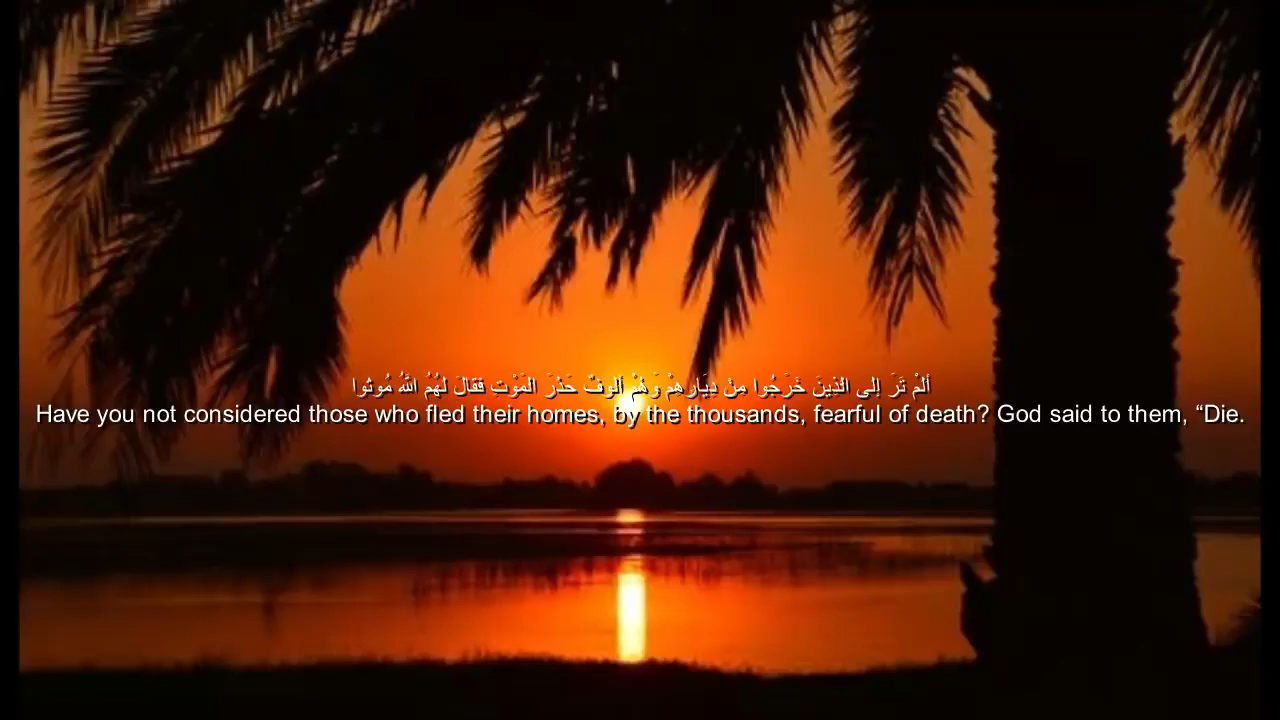 أَلَمْ تَرَ إِلَى الَّذِينَ خَرَجُوا مِنْ دِيَارِهِمْ وَهُمْ أُلُوفٌ حَذَرَ الْمَوْتِ فَقَالَ لَهُمُ اللَّهُ مُوتُوا
Have you not considered those who fled their homes, by the thousands, fearful of death? God said to them, “Die.